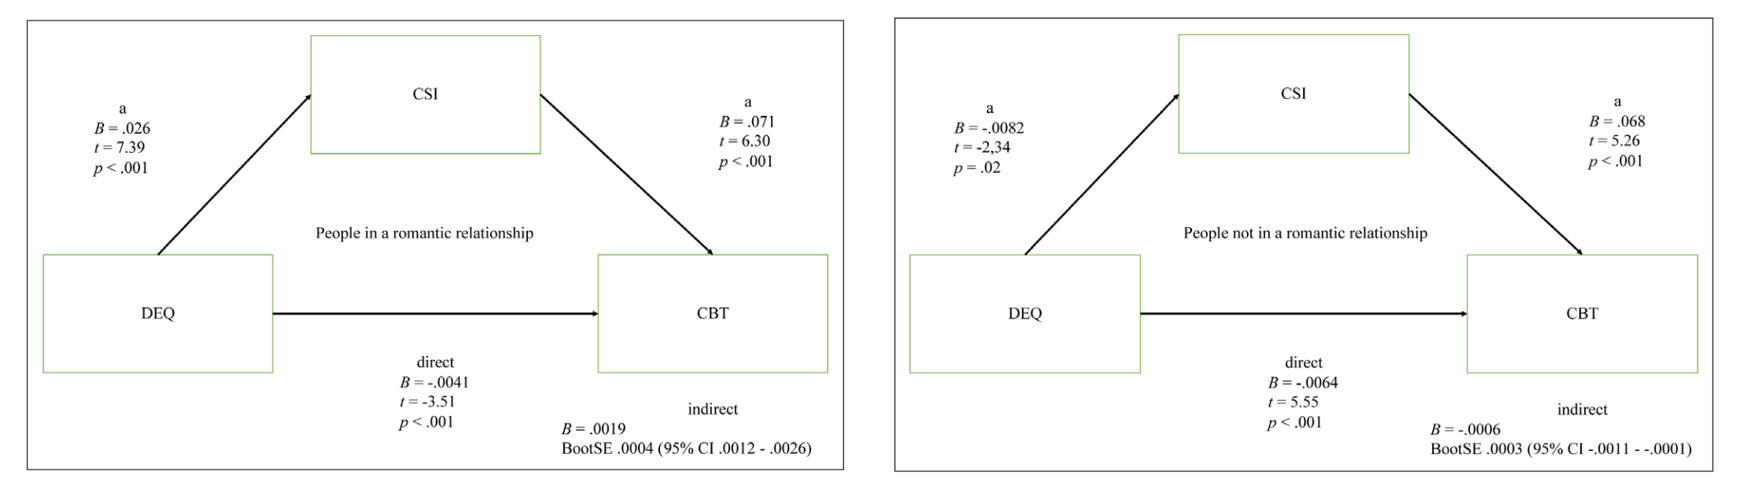 CSI
a
B = .026
t = 7.39
p < .001
a
B = .071
t = 6.30
p < .001
People in a romantic relationship
DEQ
CBT
direct
B = -.0041
t = -3.51
p < .001
indirect
B = .0019
BootSE .0004 (95% CI .0012 - .0026)
CSI
a
B = -.0082
t = -2,34
p = .02
a
B = .068
t = 5.26
p < .001
People not in a romantic relationship
DEQ
CBT
direct
B = -.0064
t = 5.55
p < .001
indirect
B = -.0006
BootSE .0003 (95% CI -.0011 - -.0001)